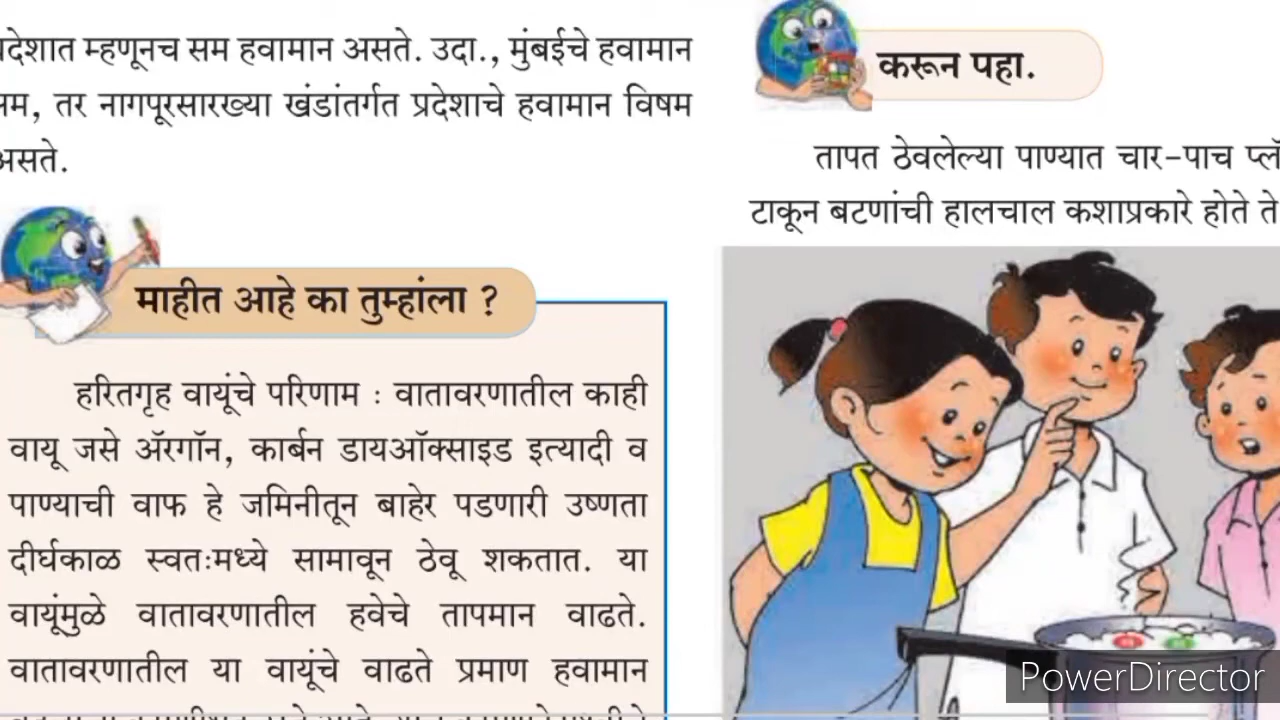 म्हणूनच सम हवामान असते. उदा., मुंबईचे हवामान
तर नागपूरसारख्या खंडांतर्गत प्रदेशाचे हवामान विषम
असते.
माहीत आहे का तुम्हांला ?
हरितगृह वायूंचे परिणाम : वातावरणातील काही
वायू जसे ॲरगॉन, कार्बन डायऑक्साइड इत्यादी व
पाण्याची वाफ हे जमिनीतून बाहेर पडणारी उष्णता
दीर्घकाळ स्वतःमध्ये सामावून ठेवू शकतात. या
वायूंमुळे वातावरणातील हवेचे तापमान वाढते.
वातावरणातील या वायूंचे वाढते प्रमाण हवामान
करून पहा.
तापत ठेवलेल्या पाण्यात चार-पाच
टाकून बटणांची हालचाल कशाप्रकारे होते ते
PowerDirector